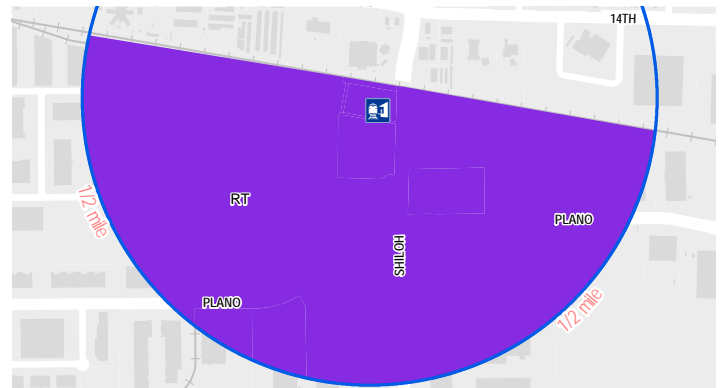 14TH
1/2 mile
RT
PLANO
SHILOH
PLANO
1/2 mile